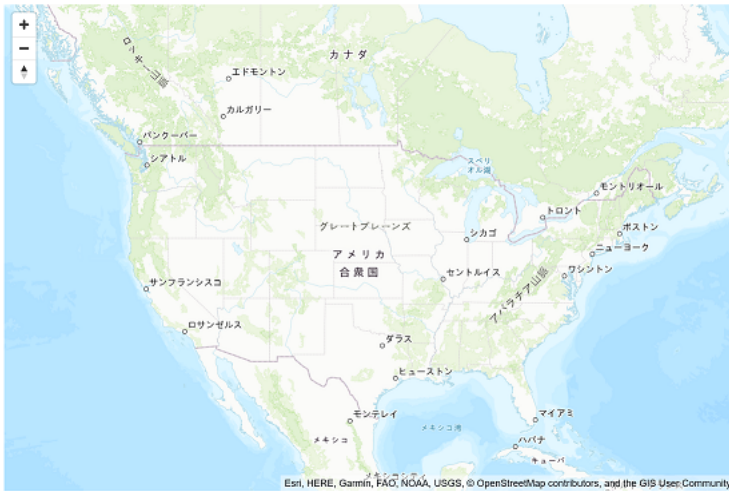 カナダ
ロッキー山脈
エドモントン
カルガリー
バンクーバー
シアトル
スペリ
オル湖
モントリオール
トロント
ボストン
グレートプレーンズ
シカゴ
ニューヨーク
アメリカ
合衆国
セントルイス
ワシントン
サンフランシスコ
アパラチア山脈
ロサンゼルス
ダラス
ヒューストン
モンテレイ
マイアミ
メキシコ
メキシコ湾
ハバナ
キューバ
メキシコシティ
Esri, HERE, Garmin, FAO, NOAA, USGS, © OpenStreetMap contributors, and the GIS User Community